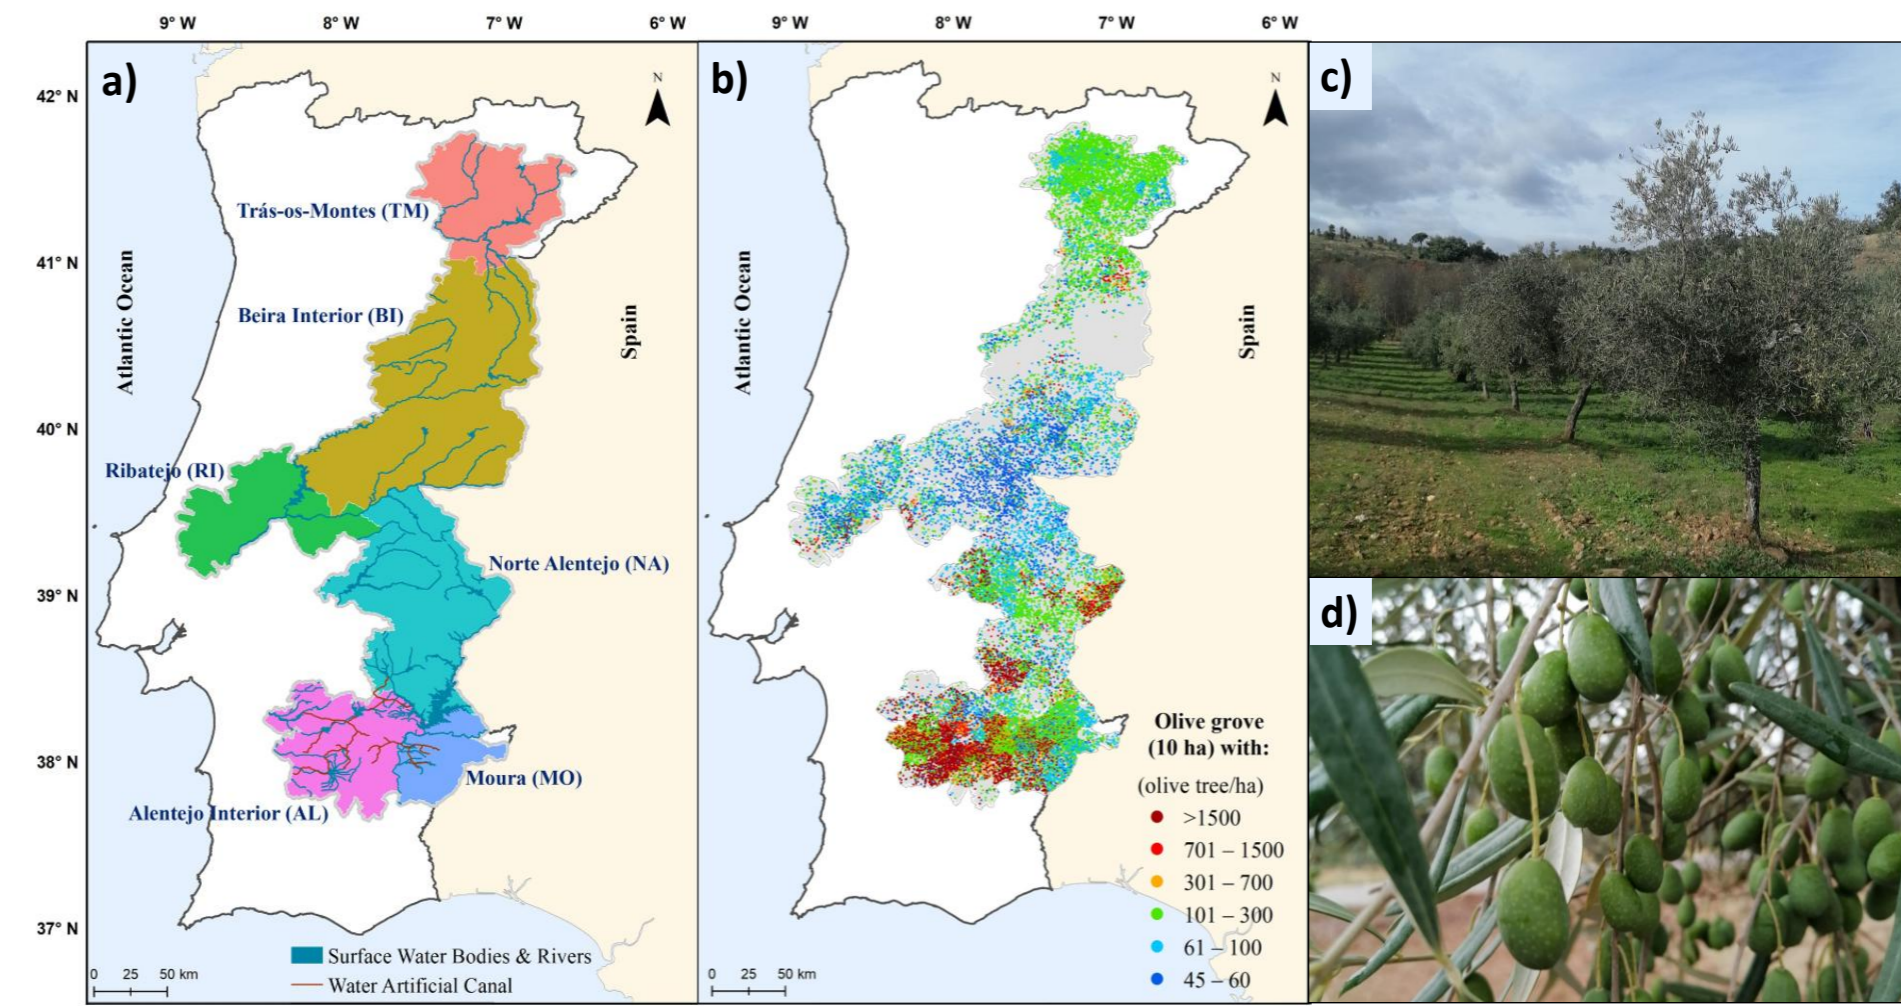 9° W 8° W 7° W 6° W 9° W 8° W 7° W 6° W
a)
b)
c)
d)
N
N
42° N
41° N
40° N
39° N
38° N
37° N
Trás-os-Montes (TM)
Beira Interior (BI)
Ribatejo (RI)
Norte Alentejo (NA)
Moura (MO)
Alentejo Interior (AL)
Atlantic Ocean
Spain
Surface Water Bodies & Rivers
Water Artificial Canal
0 25 50 km
Atlantic Ocean
Spain
Olive grove
(10 ha) with:
(olive tree/ha)
>1500
701 – 1500
301 – 700
101 – 300
61 – 100
45 – 60
0 25 50 km